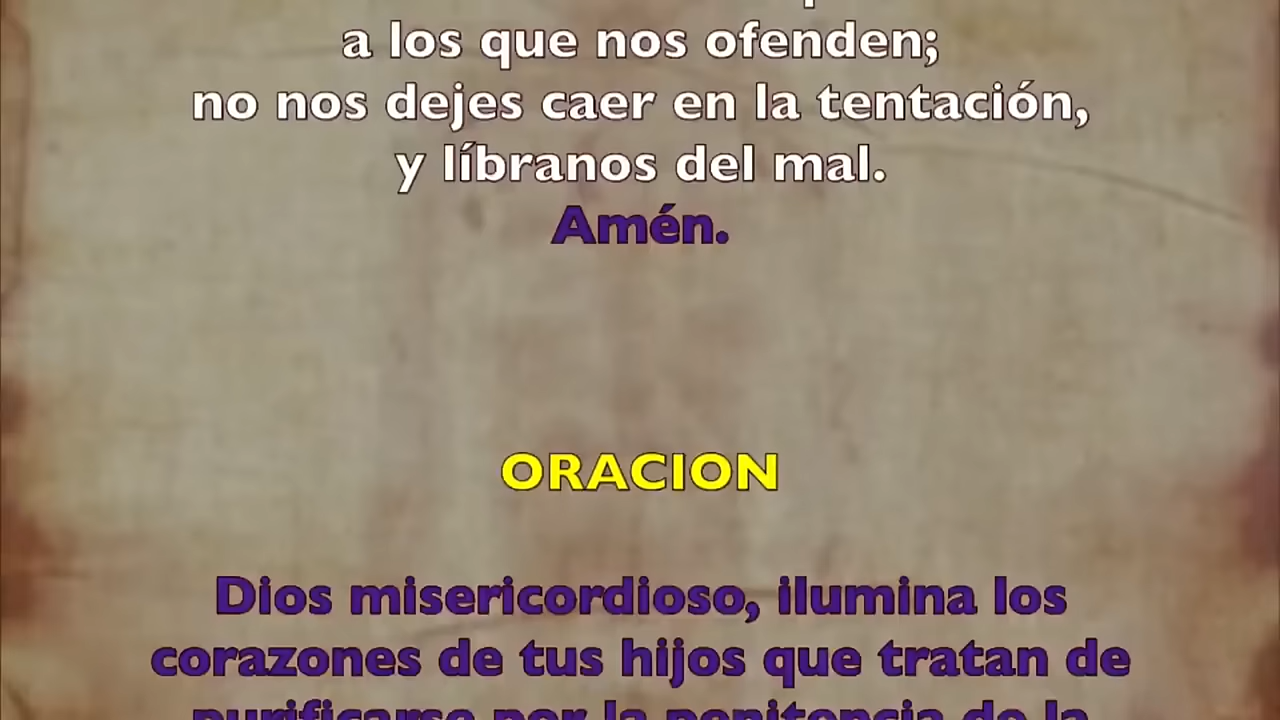 a los que nos ofenden;
no nos dejes caer en la tentación,
y líbranos del mal.
Amén.
ORACION
Dios misericordioso, ilumina los
corazones de tus hijos que tratan de
purificarse por la penitencia de la